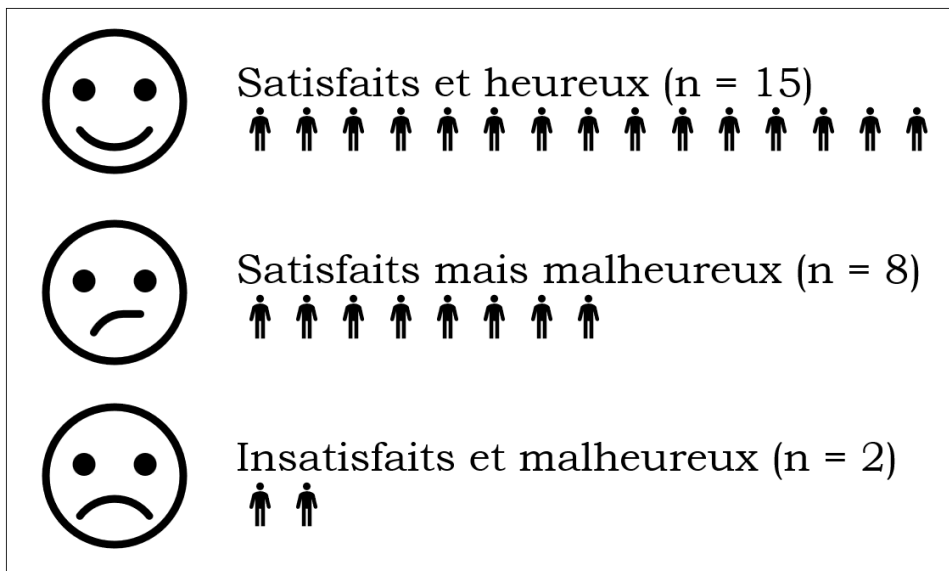 Satisfaits et heureux (n = 15)
Satisfaits mais malheureux (n = 8)
Insatisfaits et malheureux (n = 2)